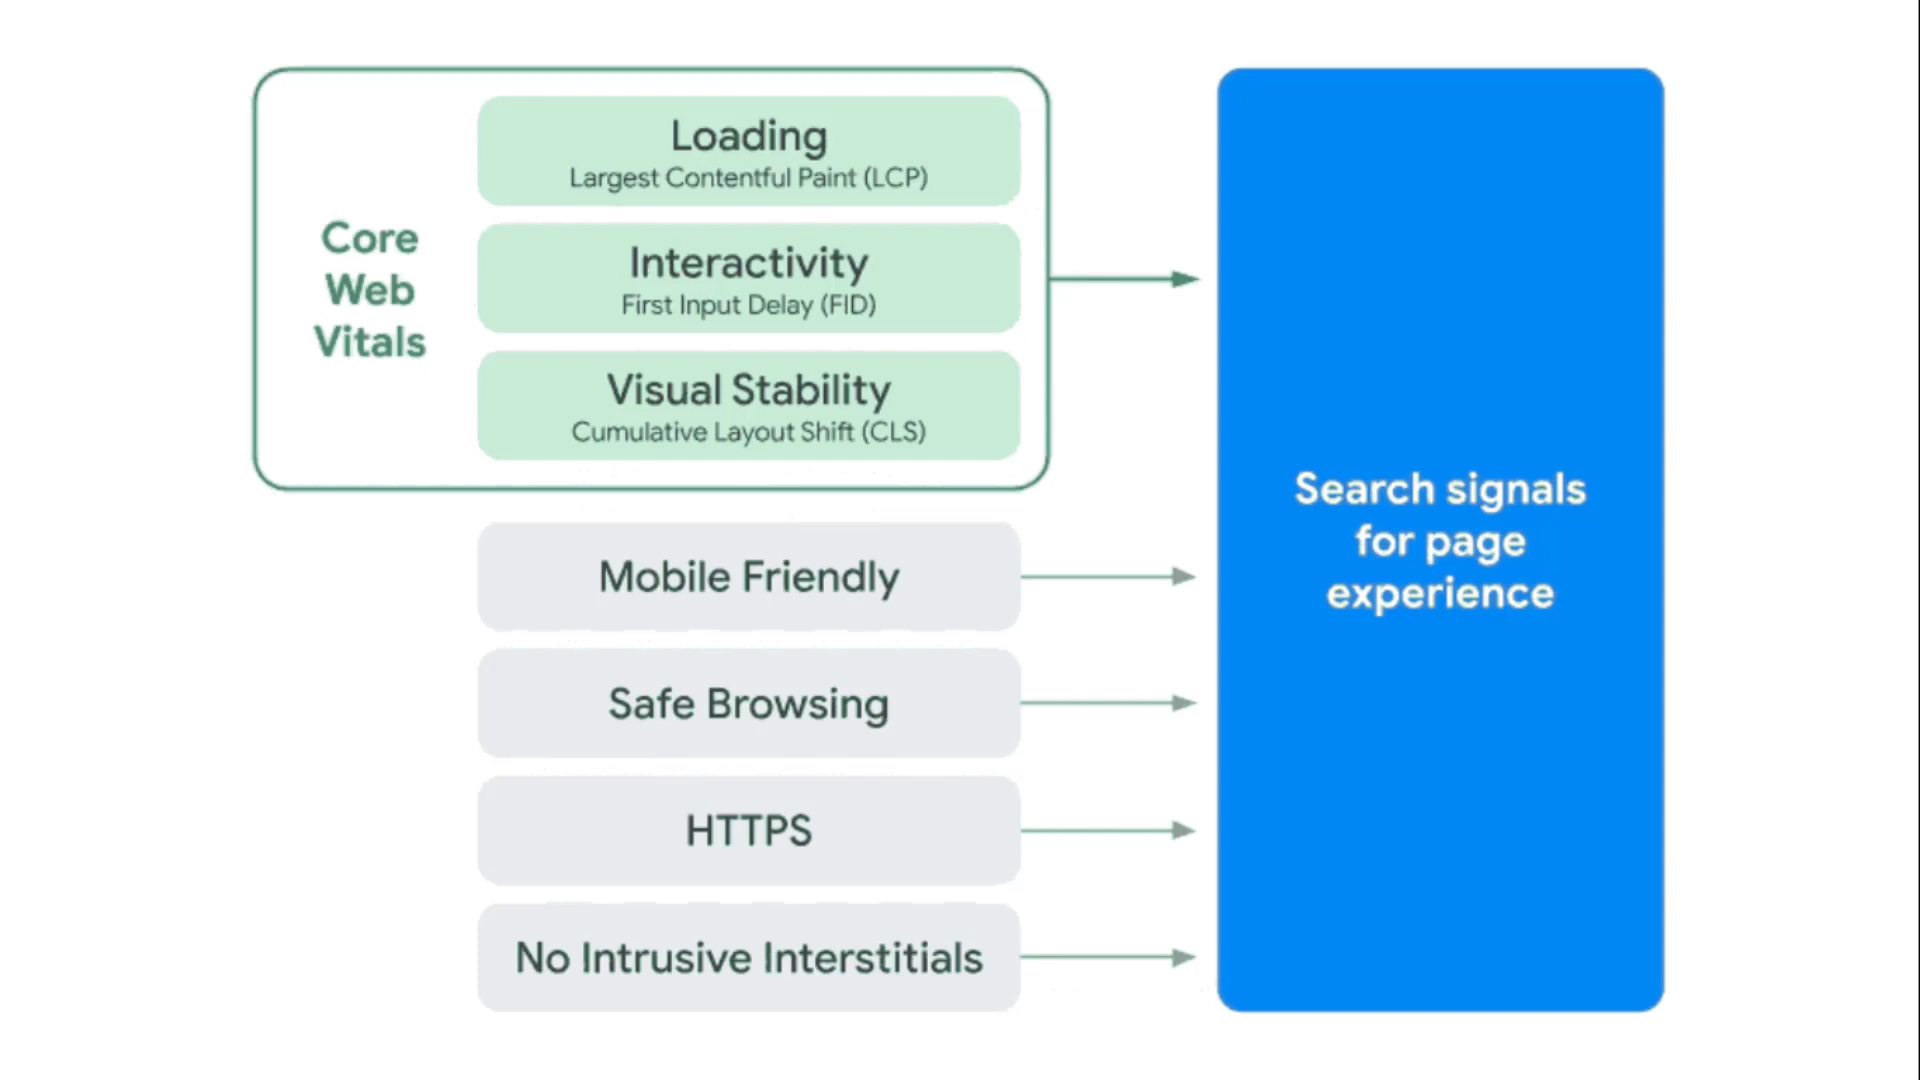 Core
Web
Vitals
Loading
Largest Contentful Paint (LCP)
Interactivity
First Input Delay (FID)
Visual Stability
Cumulative Layout Shift (CLS)
Mobile Friendly
Safe Browsing
HTTPS
No Intrusive Interstitials
Search signals
for page
experience